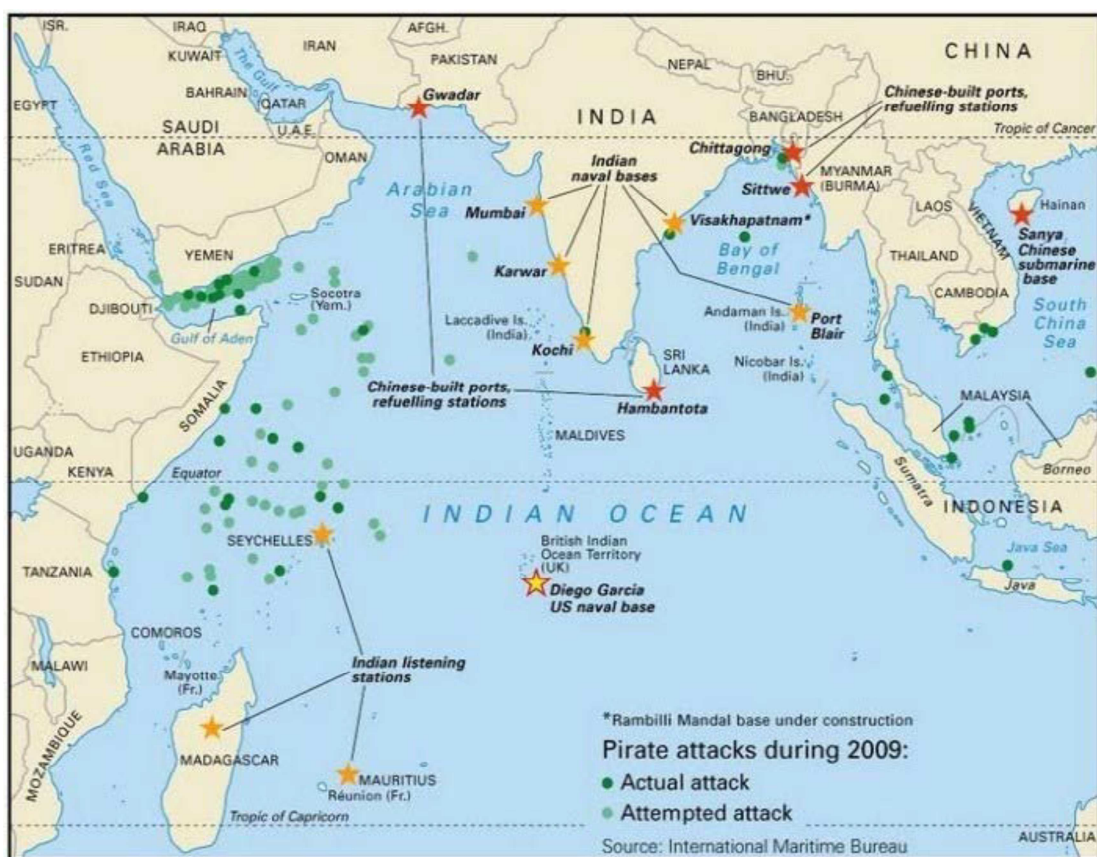 ISR.
IRAQ
IRAN
AFGH.
PAKISTAN
CHINA
KUWAIT
The Gulf
NEPAL
BHU.
Chinese-built ports,
refuelling stations
EGYPT
BAHRAIN
QATAR
Gwadar
INDIA
BANGLADESH
SAUDI
ARABIA
U.A.E.
OMAN
Tropic of Cancer
Red Sea
Chittagong
Indian
naval bases
MYANMAR
(BURMA)
Arabian
Sea
Sittwe
LAOS
VIETNAM
Hainan
Mumbai
Visakhapatnam*
Sanya
Chinese
submarine
base
ERITREA
YEMEN
Bay of
Bengal
THAILAND
SUDAN
Karwar
DJIBOUTI
Socotra
(Yem.)
CAMBODIA
Gulf of Aden
Laccadive Is.
(India)
Andaman Is.
(India)
Port
Blair
South
China
Sea
ETHIOPIA
Kochi
SRI
LANKA
Nicobar Is.
(India)
SOMALIA
Chinese-built ports,
refuelling stations
Hambantota
MALAYSIA
MALDIVES
UGANDA
KENYA
Equator
Sumatra
Borneo
INDIAN OCEAN
INDONESIA
SEYCHELLES
British Indian
Ocean Territory
(UK)
Java Sea
TANZANIA
Diego Garcia
US naval base
Java
COMOROS
MALAWI
Mayotte
(Fr.)
Indian listening
stations
MOZAMBIQUE
MADAGASCAR
MAURITIUS
Réunion (Fr.)
Tropic of Capricorn
*Rambilli Mandal base under construction
Pirate attacks during 2009:
Actual attack
Attempted attack
Source: International Maritime Bureau
AUSTRALIA